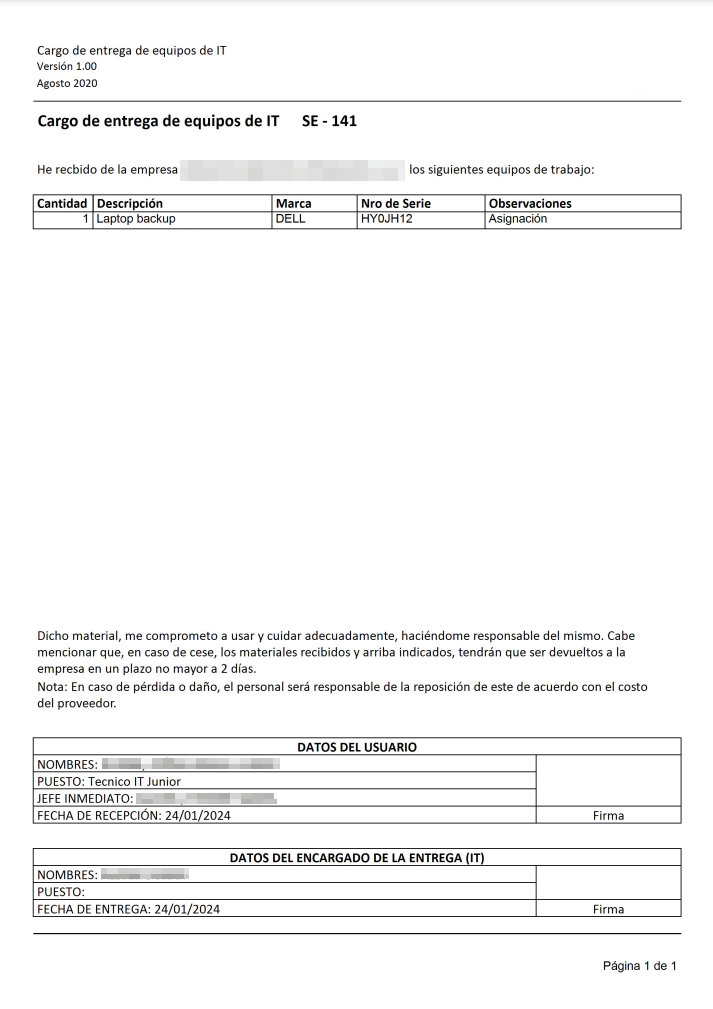 Cargo de entrega de equipos de IT
Versión 1.00
Agosto 2020
Cargo de entrega de equipos de IT SE - 141
He recbido de la empresa los siguientes equipos de trabajo:
Cantidad Descripción Marca Nro de Serie Observaciones
1 Laptop backup DELL HY0JH12 Asignación
Dicho material, me comprometo a usar y cuidar adecuadamente, haciéndome responsable del mismo. Cabe
mencionar que, en caso de cese, los materiales recibidos y arriba indicados, tendrán que ser devueltos a la
empresa en un plazo no mayor a 2 días.
Nota: En caso de pérdida o daño, el personal será responsable de la reposición de este de acuerdo con el costo
del proveedor.
DATOS DEL USUARIO
NOMBRES:
PUESTO: Tecnico IT Junior
JEFE INMEDIATO:
FECHA DE RECEPCIÓN: 24/01/2024 Firma
DATOS DEL ENCARGADO DE LA ENTREGA (IT)
NOMBRES:
PUESTO:
FECHA DE ENTREGA: 24/01/2024 Firma
Página 1 de 1